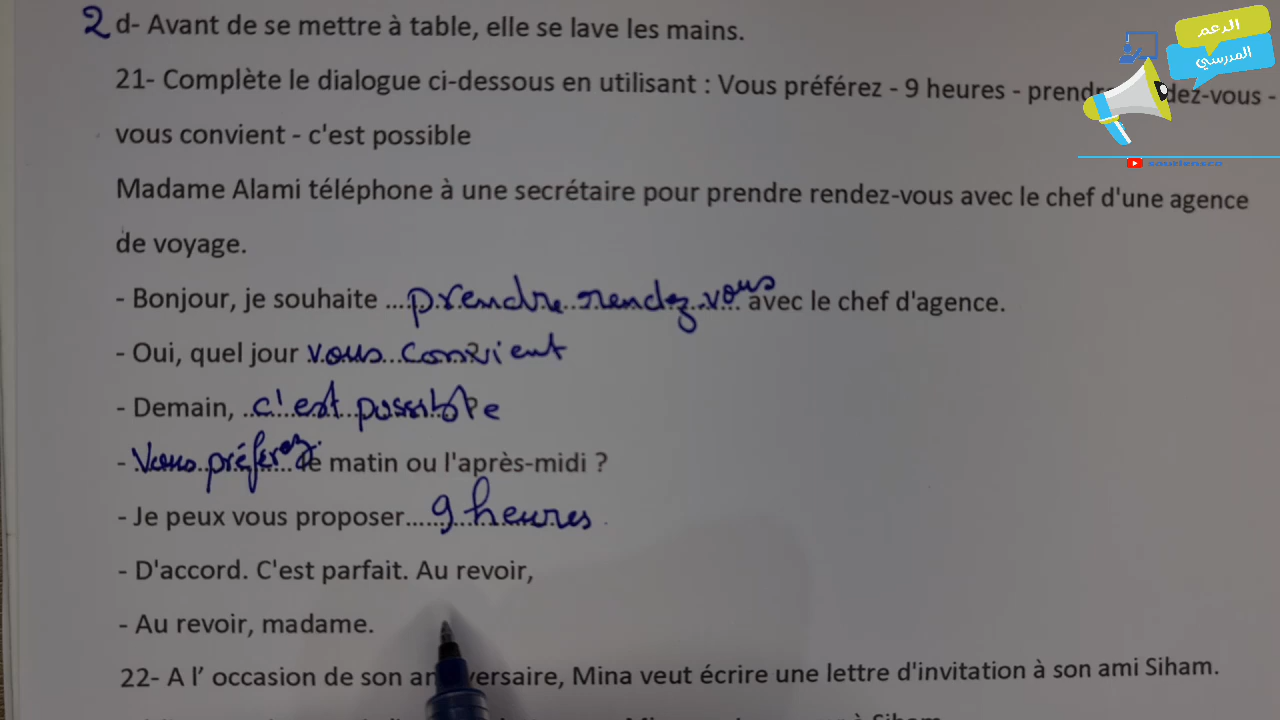 2 d- Avant de se mettre à table, elle se lave les mains.
الدعم
المدرسي
21- Complète le dialogue ci-dessous en utilisant : Vous préférez - 9 heures - prendre rendez-vous -
vous convient - c'est possible
Madame Alami téléphone à une secrétaire pour prendre rendez-vous avec le chef d'une agence
de voyage.
- Bonjour, je souhaite ....prendre rendez vous... avec le chef d'agence.
- Oui, quel jour vous convient
- Demain, ...c'est possible ?
- Vous préférez... le matin ou l'après-midi ?
- Je peux vous proposer... 9 heures .
- D'accord. C'est parfait. Au revoir,
- Au revoir, madame.
22- A l' occasion de son anniversaire, Mina veut écrire une lettre d'invitation à son ami Siham.